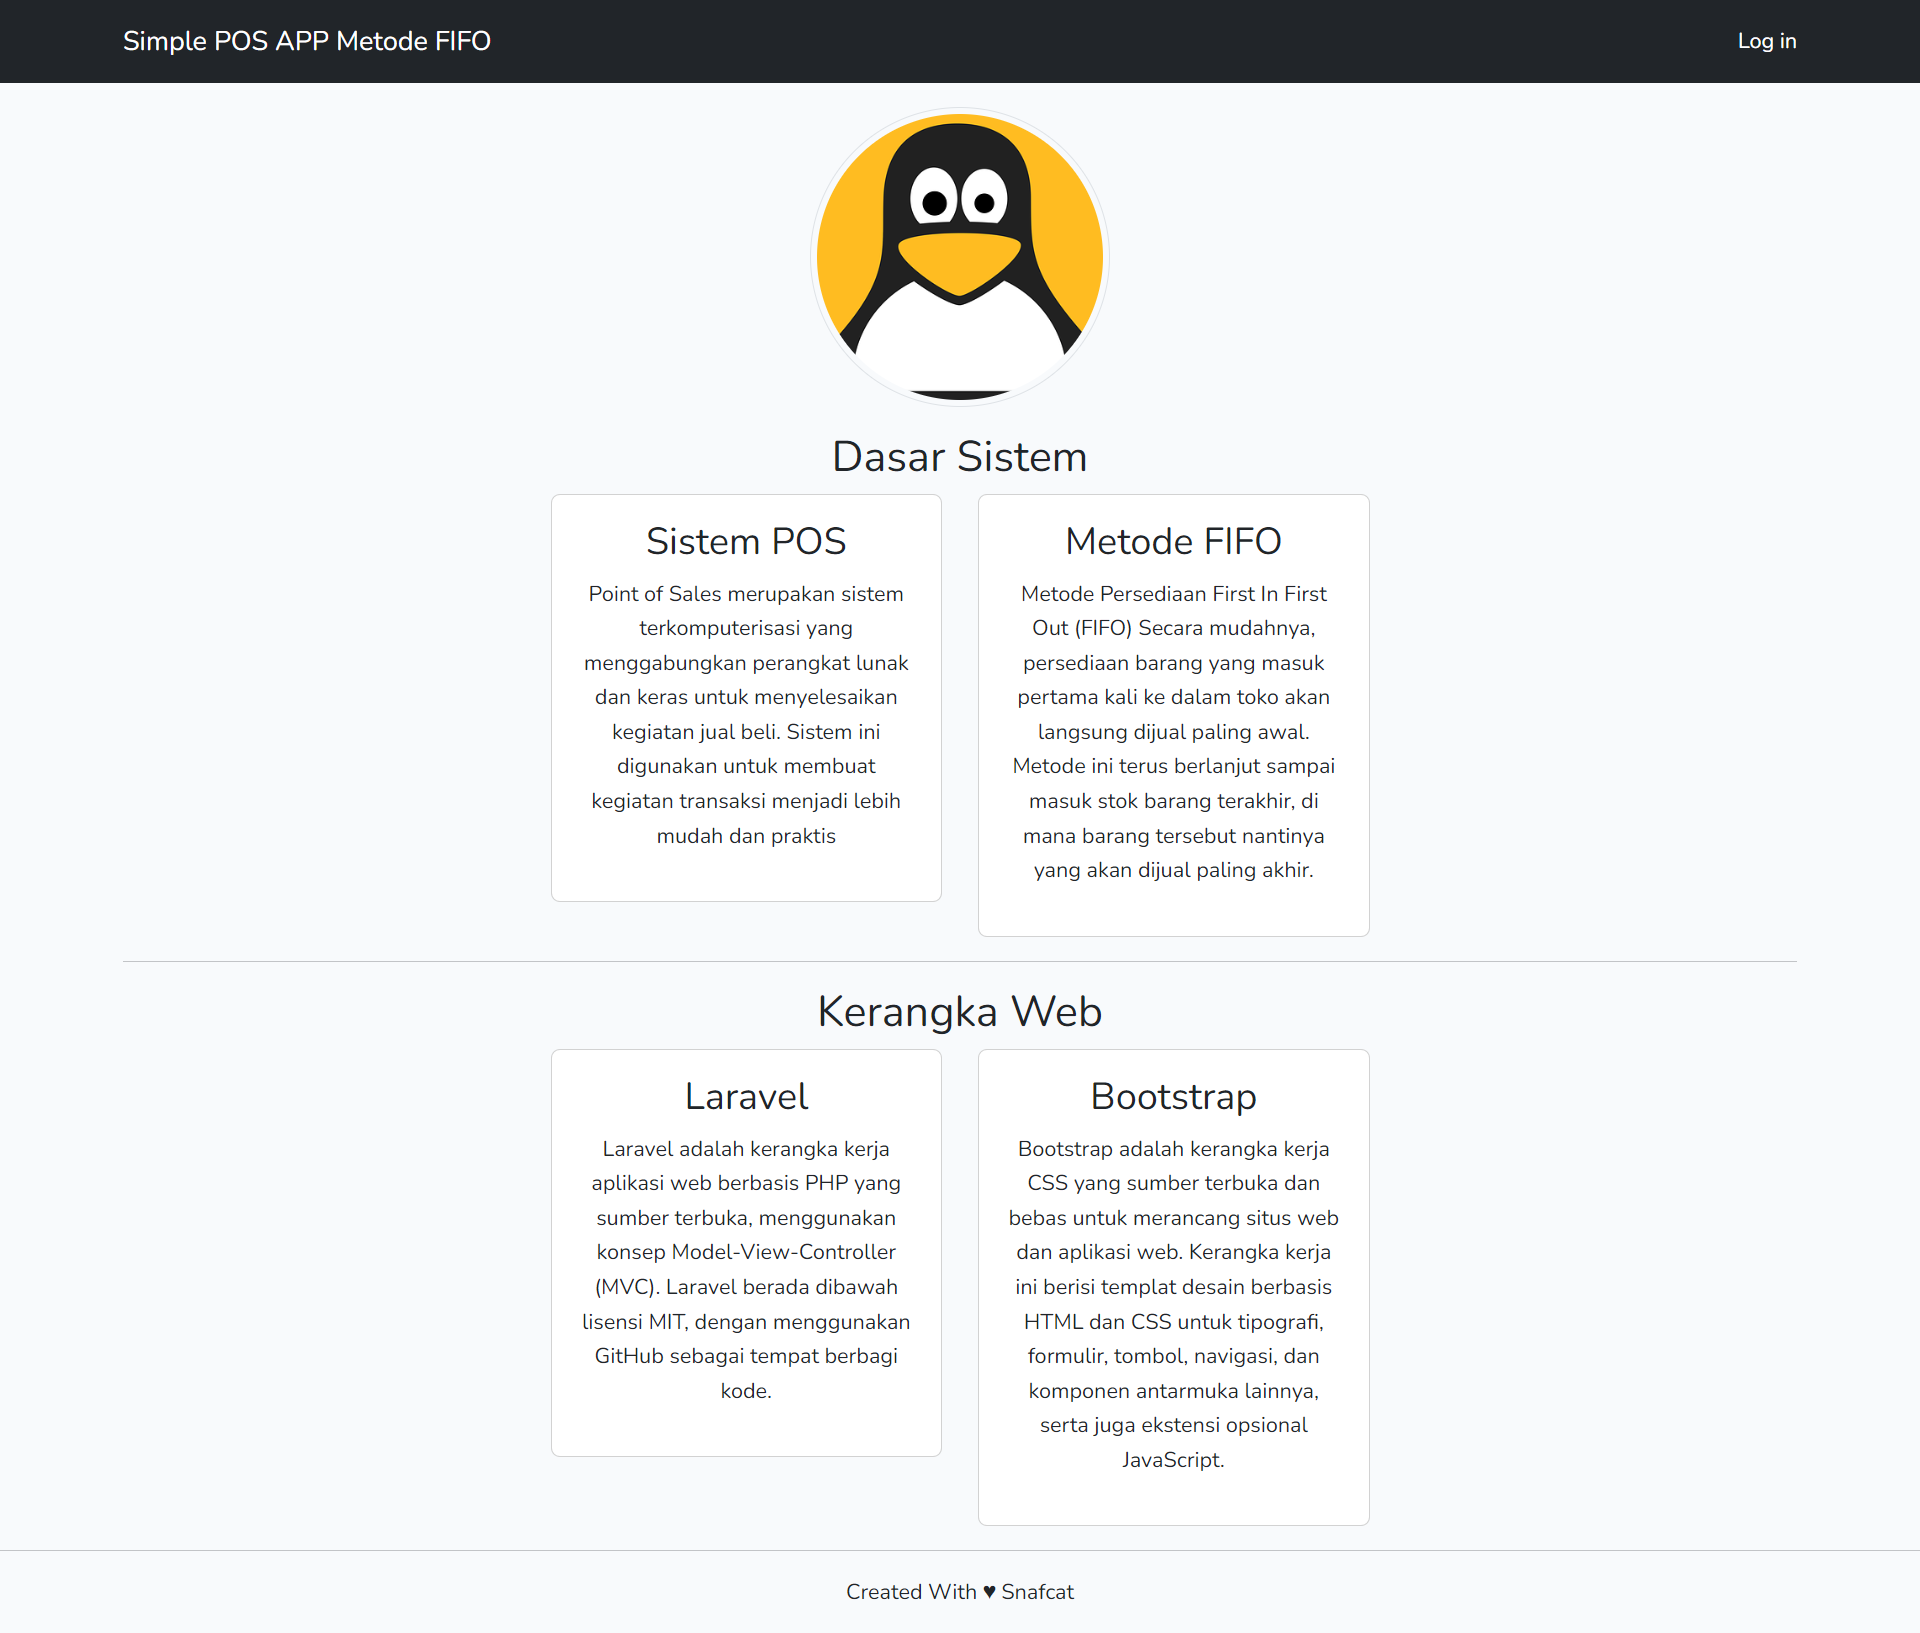 Simple POS APP Metode FIFO
Log in
Dasar Sistem
Sistem POS
Point of Sales merupakan sistem
terkomputerisasi yang
menggabungkan perangkat lunak
dan keras untuk menyelesaikan
kegiatan jual beli. Sistem ini
digunakan untuk membuat
kegiatan transaksi menjadi lebih
mudah dan praktis
Metode FIFO
Metode Persediaan First In First
Out (FIFO) Secara mudahnya,
persediaan barang yang masuk
pertama kali ke dalam toko akan
langsung dijual paling awal.
Metode ini terus berlanjut sampai
masuk stok barang terakhir, di
mana barang tersebut nantinya
yang akan dijual paling akhir.
Kerangka Web
Laravel
Laravel adalah kerangka kerja
aplikasi web berbasis PHP yang
sumber terbuka, menggunakan
konsep Model-View-Controller
(MVC). Laravel berada dibawah
lisensi MIT, dengan menggunakan
GitHub sebagai tempat berbagi
kode.
Bootstrap
Bootstrap adalah kerangka kerja
CSS yang sumber terbuka dan
bebas untuk merancang situs web
dan aplikasi web. Kerangka kerja
ini berisi templat desain berbasis
HTML dan CSS untuk tipografi,
formulir, tombol, navigasi, dan
komponen antarmuka lainnya,
serta juga ekstensi opsional
JavaScript.
Created With ♥ Snafcat